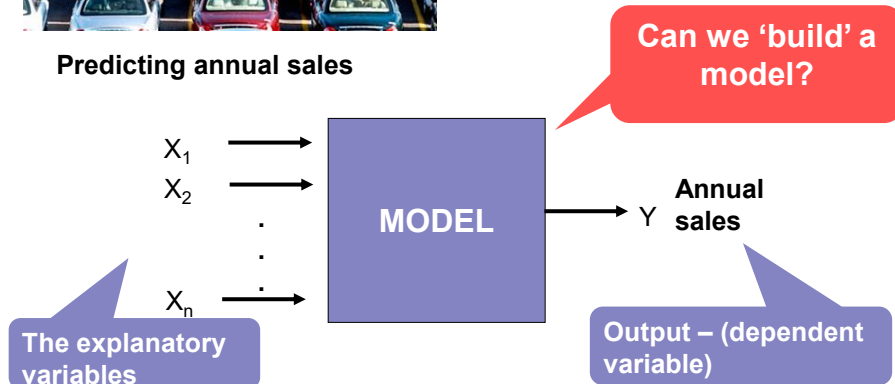 Can we ‘build’ a
model?
Predicting annual sales
X₁
X₂
.
.
.
Xₙ
MODEL
Y
Annual
sales
The explanatory
variables
Output – (dependent
variable)